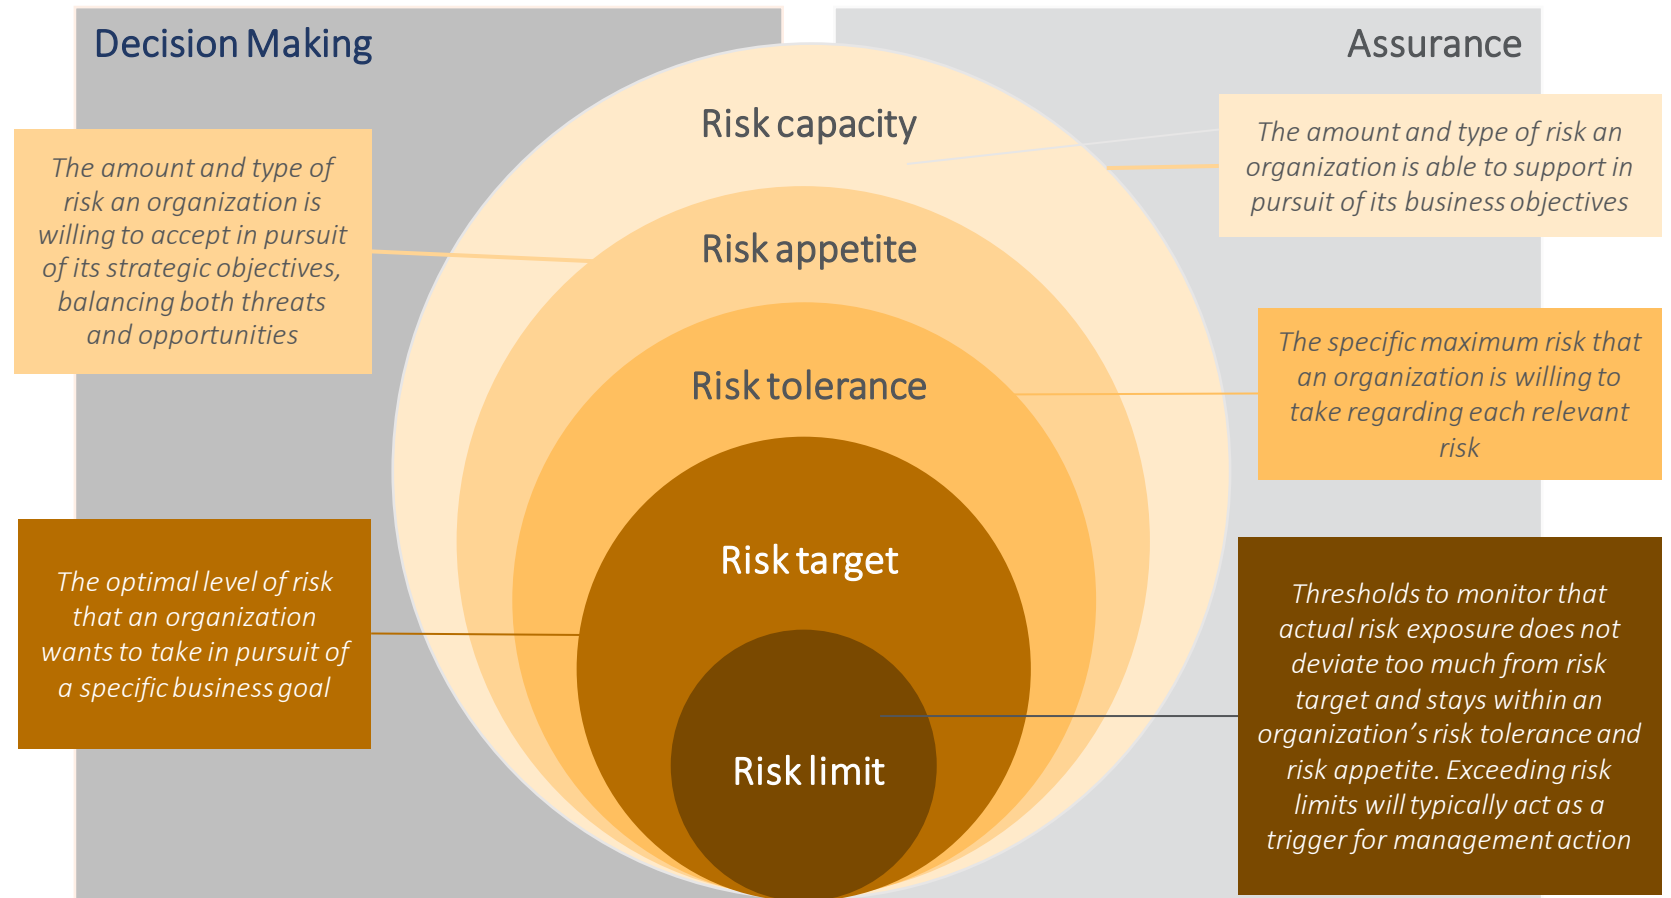 Decision Making
Assurance
Risk capacity
The amount and type of risk an
organization is able to support in
pursuit of its business objectives
The amount and type of
risk an organization is
willing to accept in pursuit
of its strategic objectives,
balancing both threats
and opportunities
Risk appetite
Risk tolerance
The specific maximum risk that
an organization is willing to
take regarding each relevant
risk
The optimal level of risk
that an organization
wants to take in pursuit of
a specific business goal
Risk target
Risk limit
Thresholds to monitor that
actual risk exposure does not
deviate too much from risk
target and stays within an
organization’s risk tolerance and
risk appetite. Exceeding risk
limits will typically act as a
trigger for management action